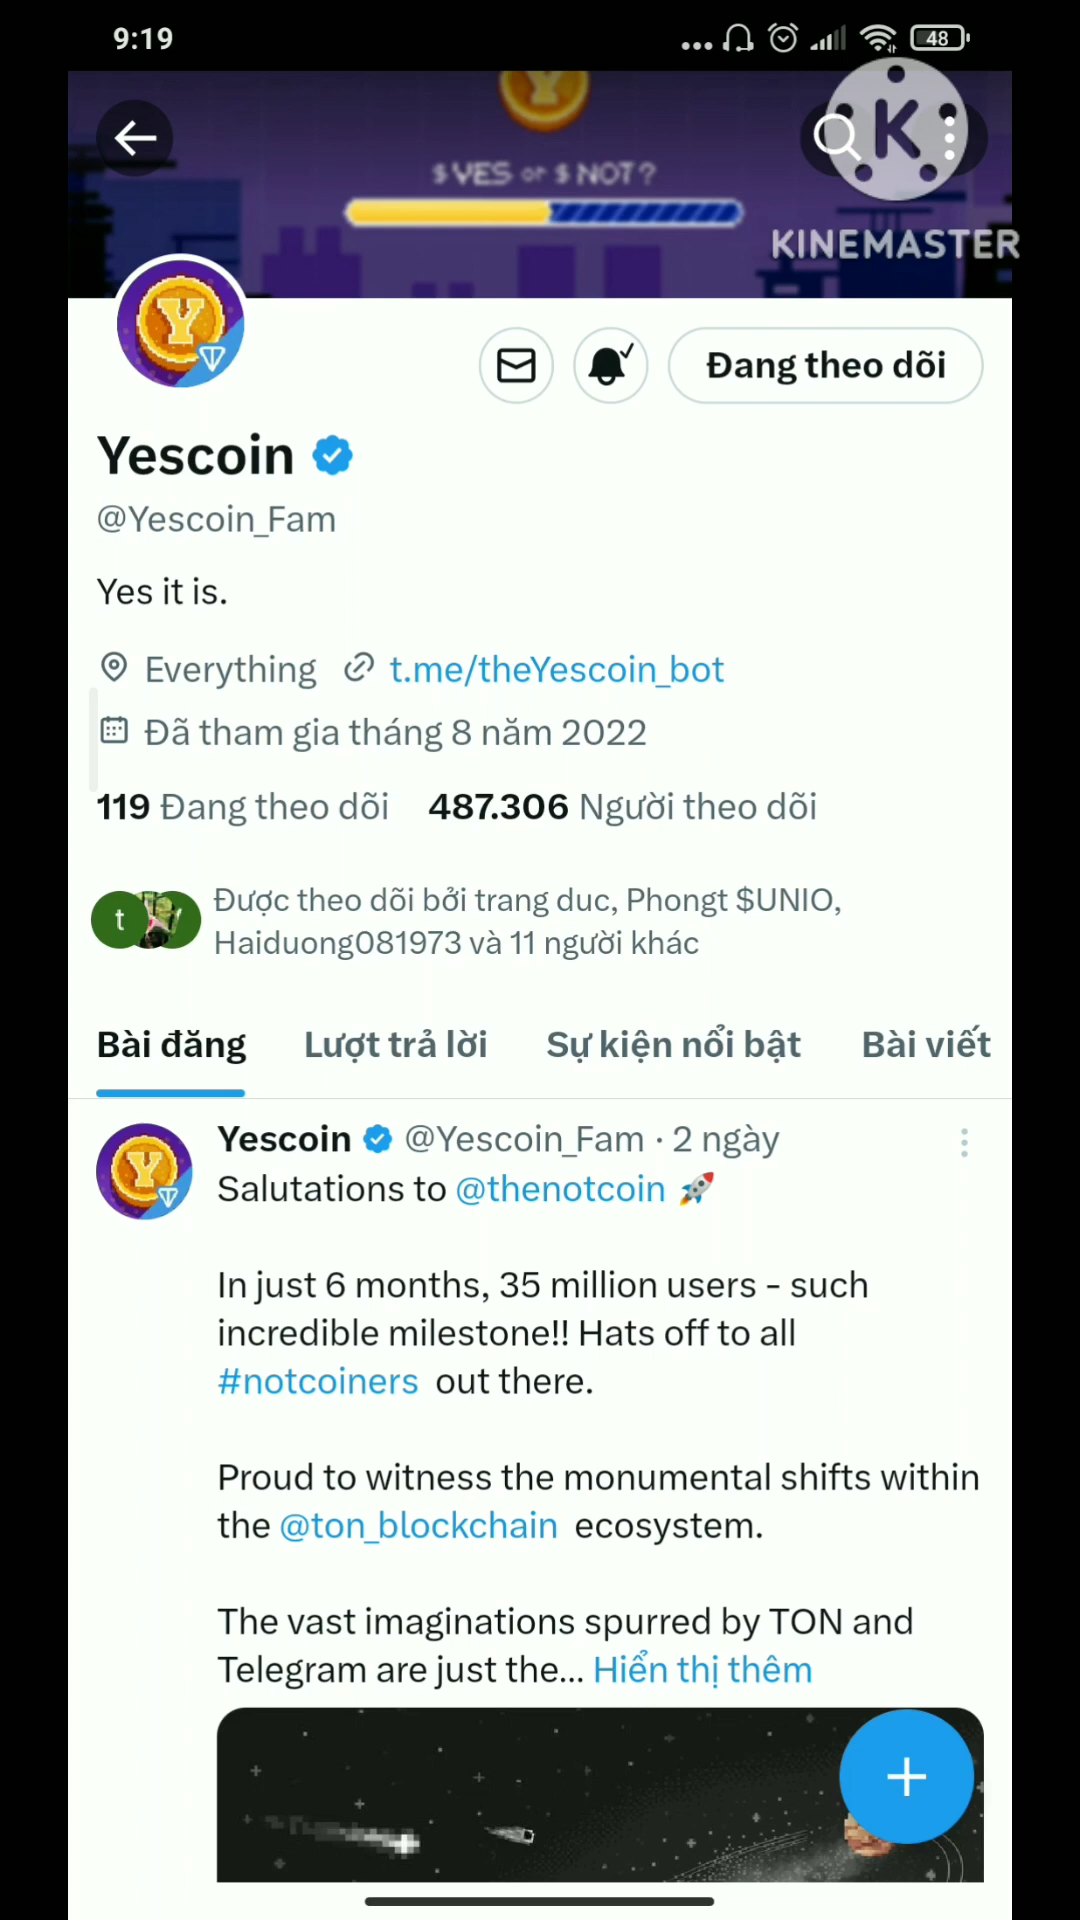 9:19
48
$ YES or $ NOT?
K
KINEMASTER
Y
Đang theo dõi
Yescoin
@Yescoin_Fam
Yes it is.
Everything t.me/theYescoin_bot
Đã tham gia tháng 8 năm 2022
119 Đang theo dõi 487.306 Người theo dõi
t
Được theo dõi bởi trang duc, Phongt $UNIO,
Haiduong081973 và 11 người khác
Bài đăng Lượt trả lời Sự kiện nổi bật Bài viết
Y
Yescoin @Yescoin_Fam · 2 ngày
Salutations to @thenotcoin 🚀
In just 6 months, 35 million users - such
incredible milestone!! Hats off to all
#notcoiners out there.
Proud to witness the monumental shifts within
the @ton_blockchain ecosystem.
The vast imaginations spurred by TON and
Telegram are just the... Hiển thị thêm